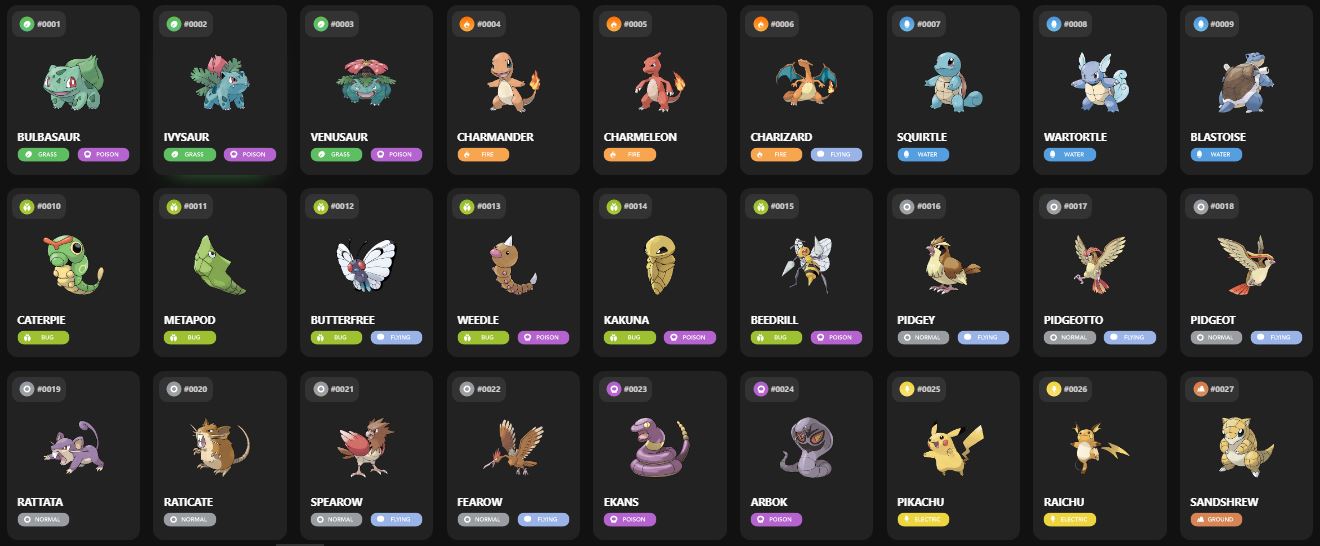 #0001 #0002 #0003 #0004 #0005 #0006 #0007 #0008 #0009
BULBASAUR IVYSAUR VENUSAUR CHARMANDER CHARMELEON CHARIZARD SQUIRTLE WARTORTLE BLASTOISE
GRASS POISON GRASS POISON GRASS POISON FIRE FIRE FIRE FLYING WATER WATER WATER
#0010 #0011 #0012 #0013 #0014 #0015 #0016 #0017 #0018
CATERPIE METAPOD BUTTERFREE WEEDLE KAKUNA BEEDRILL PIDGEY PIDGEOTTO PIDGEOT
BUG BUG BUG FLYING BUG POISON BUG POISON BUG POISON NORMAL FLYING NORMAL FLYING NORMAL FLYING
#0019 #0020 #0021 #0022 #0023 #0024 #0025 #0026 #0027
RATTATA RATICATE SPEAROW FEAROW EKANS ARBOK PIKACHU RAICHU SANDSHREW
NORMAL NORMAL NORMAL FLYING NORMAL FLYING POISON POISON ELECTRIC ELECTRIC GROUND